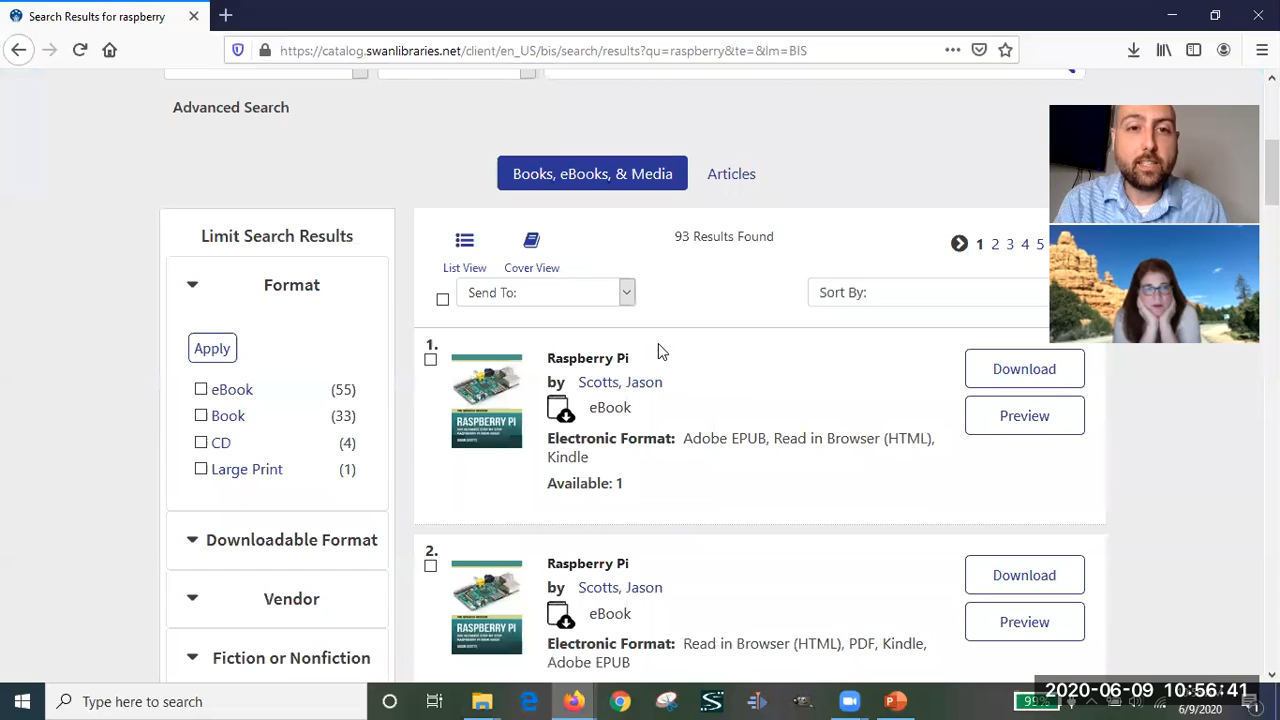 Search Results for raspberry
https://catalog.swanlibraries.net/client/en_US/bis/search/results?qu=raspberry&te=&lm=BIS
Advanced Search
Books, eBooks, & Media
Articles
Limit Search Results
Format
Apply
eBook (55)
Book (33)
CD (4)
Large Print (1)
Downloadable Format
Vendor
Fiction or Nonfiction
List View
Cover View
93 Results Found
1 2 3 4 5
Send To:
Sort By:
1.
RASPBERRY PI
Raspberry Pi
by Scotts, Jason
eBook
Electronic Format: Adobe EPUB, Read in Browser (HTML),
Kindle
Available: 1
Download
Preview
2.
RASPBERRY PI
Raspberry Pi
by Scotts, Jason
eBook
Electronic Format: Read in Browser (HTML), PDF, Kindle,
Adobe EPUB
Download
Preview
Type here to search
99%
2020-06-09 10:56:41
6/9/2020